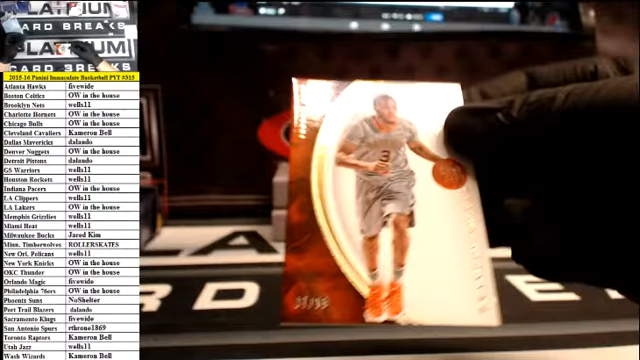 PLATINUM
CARD BREAKS
PLATINUM
CARD BREAKS
2015-16 Panini Immaculate Basketball PYT #315
Atlanta Hawks fivewide
Boston Celtics OW in the house
Brooklyn Nets wells11
Charlotte Hornets OW in the house
Chicago Bulls OW in the house
Cleveland Cavaliers Kameron Bell
Dallas Mavericks dalando
Denver Nuggets OW in the house
Detroit Pistons dalando
GS Warriors wells11
Houston Rockets wells11
Indiana Pacers OW in the house
LA Clippers wells11
LA Lakers OW in the house
Memphis Grizzlies wells11
Miami Heat wells11
Milwaukee Bucks Jared Kim
Minn. Timberwolves ROLLERSKATES
New Orl. Pelicans wells11
New York Knicks OW in the house
OKC Thunder OW in the house
Orlando Magic fivewide
Philadelphia 76ers OW in the house
Phoenix Suns NoShelter
Port Trail Blazers dalando
Sacramento Kings fivewide
San Antonio Spurs rthrone1869
Toronto Raptors Kameron Bell
Utah Jazz wells11
Wash Wizards Kameron Bell
3